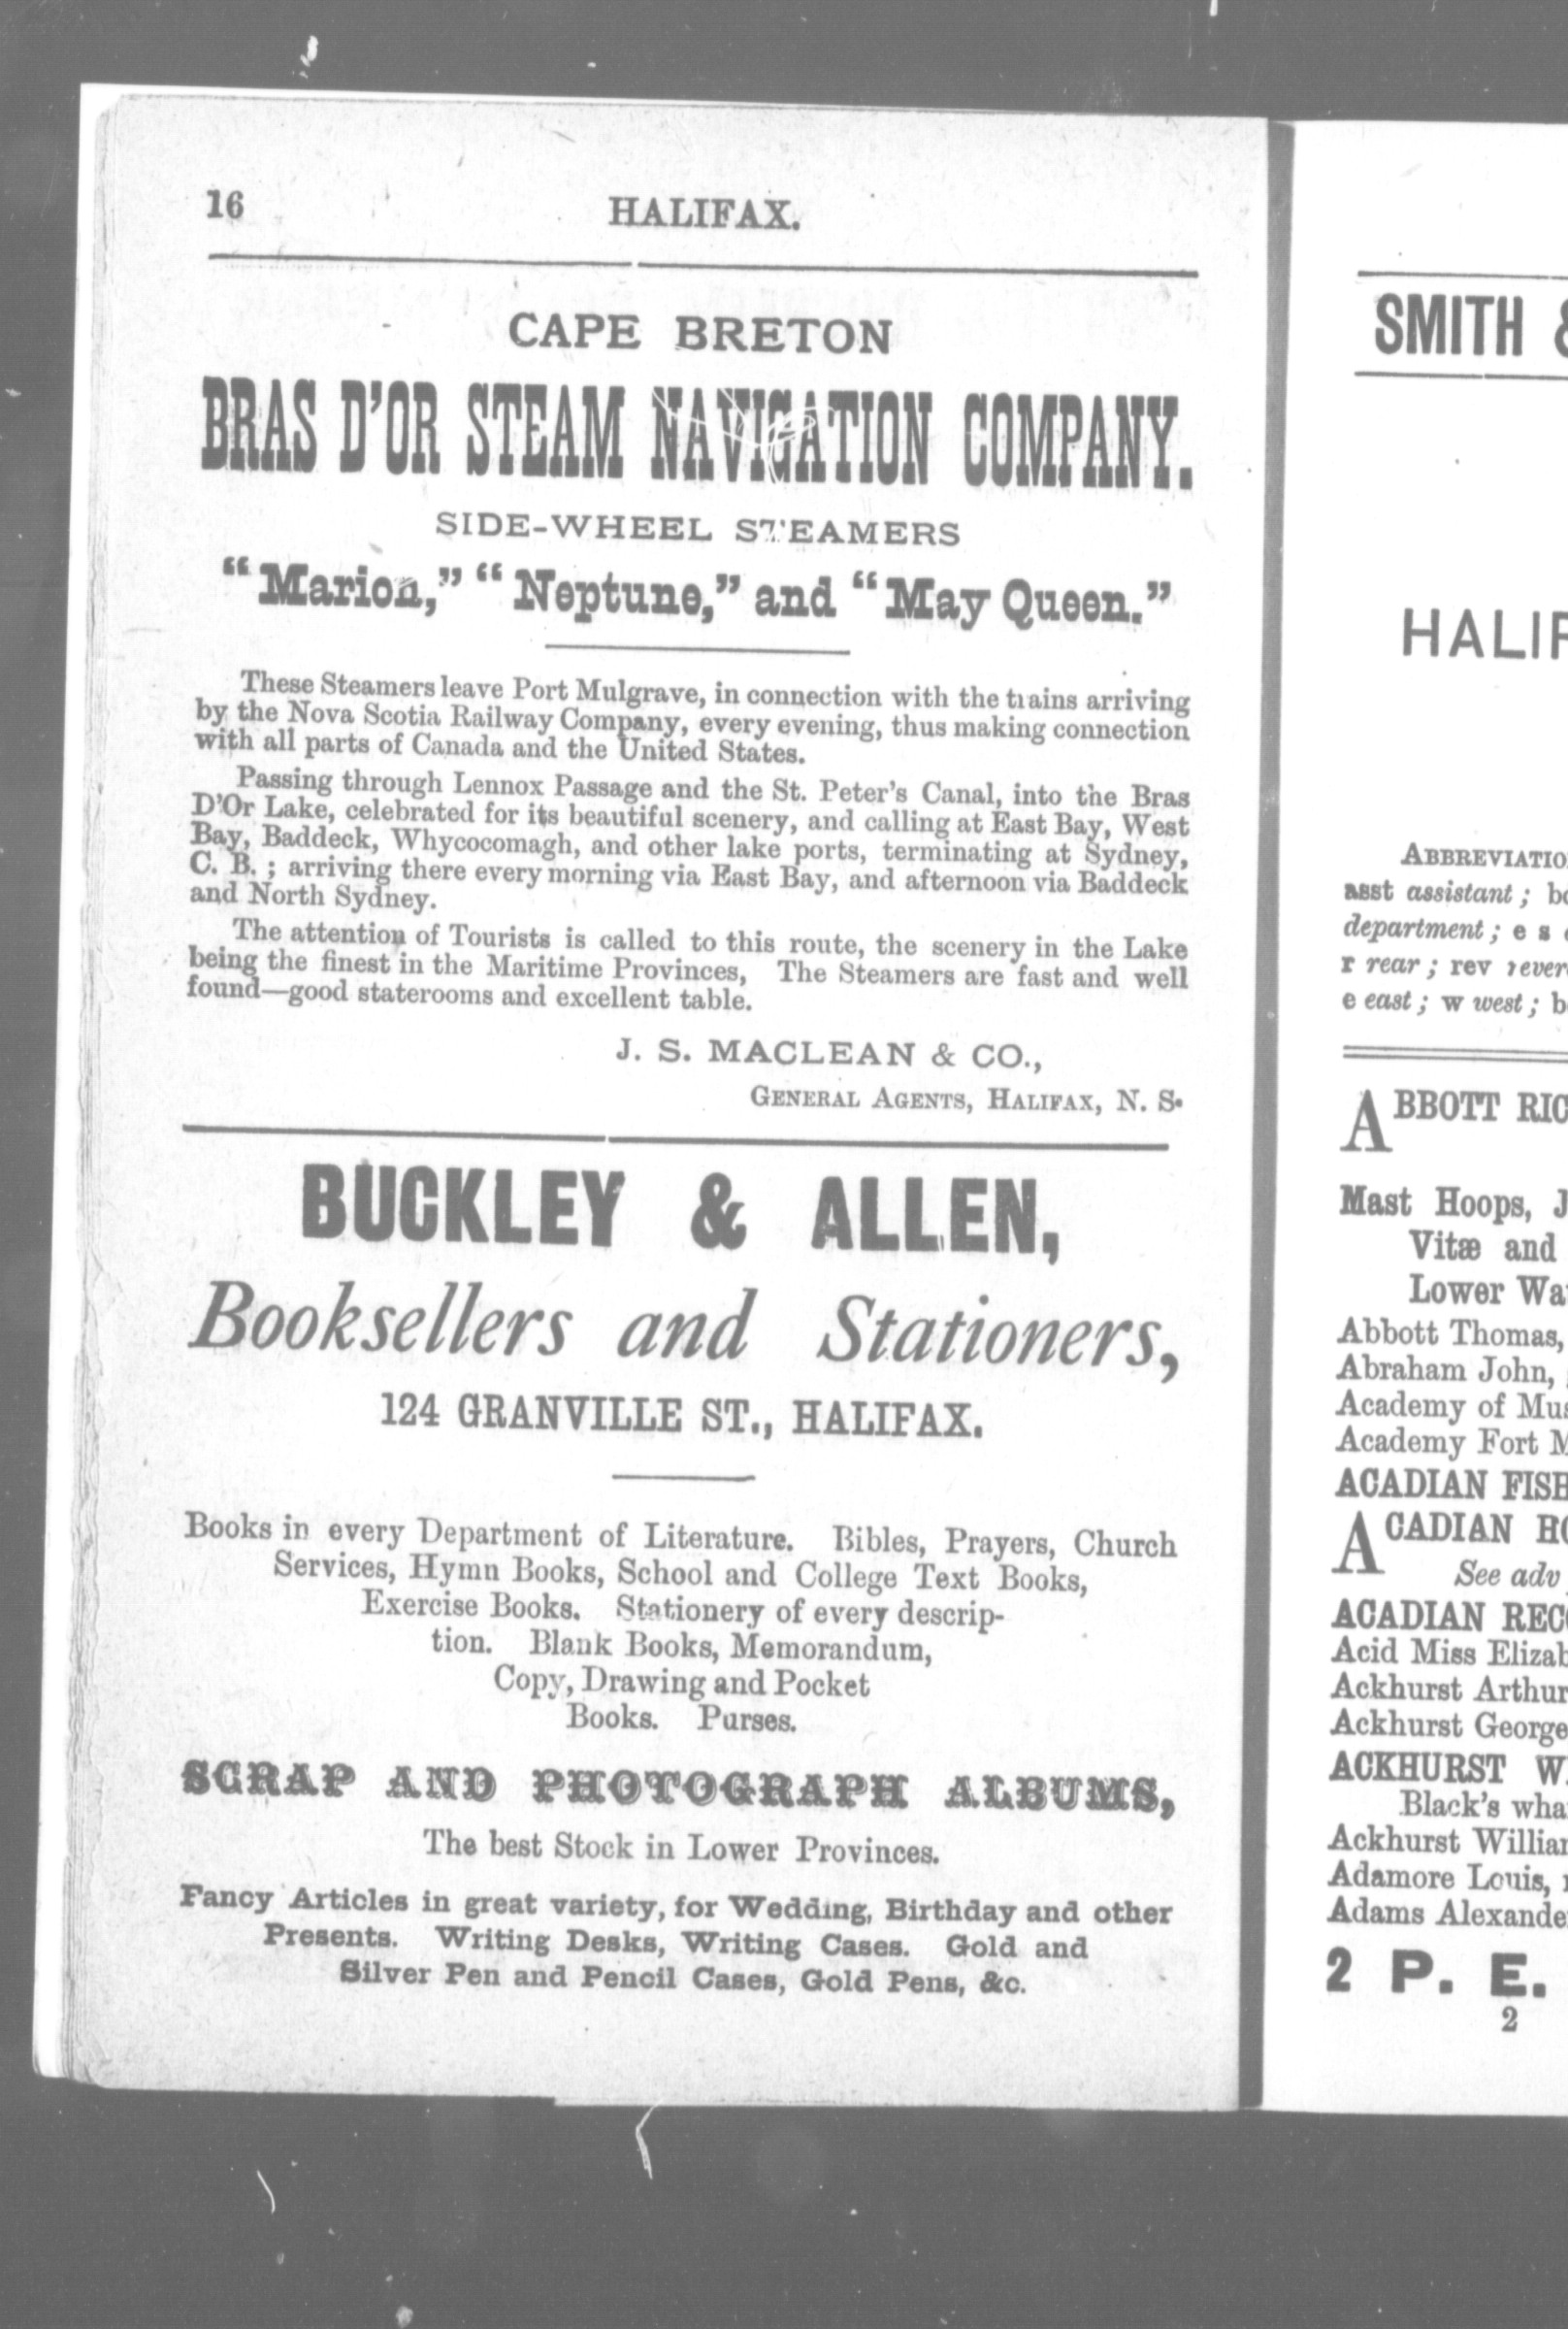 16 HALIFAX.
CAPE BRETON
BRAS D'OR STEAM NAVIGATION COMPANY.
SIDE-WHEEL STEAMERS
"Marion," "Neptune," and "May Queen."
These Steamers leave Port Mulgrave, in connection with the trains arriving
by the Nova Scotia Railway Company, every evening, thus making connection
with all parts of Canada and the United States.
Passing through Lennox Passage and the St. Peter's Canal, into the Bras
D'Or Lake, celebrated for its beautiful scenery, and calling at East Bay, West
Bay, Baddeck, Whycocomagh, and other lake ports, terminating at Sydney,
C. B. ; arriving there every morning via East Bay, and afternoon via Baddeck
and North Sydney.
The attention of Tourists is called to this route, the scenery in the Lake
being the finest in the Maritime Provinces, The Steamers are fast and well
found—good staterooms and excellent table.
J. S. MACLEAN & CO.,
GENERAL AGENTS, HALIFAX, N. S.
BUCKLEY & ALLEN,
Booksellers and Stationers,
124 GRANVILLE ST., HALIFAX.
Books in every Department of Literature. Bibles, Prayers, Church
Services, Hymn Books, School and College Text Books,
Exercise Books. Stationery of every descrip-
tion. Blank Books, Memorandum,
Copy, Drawing and Pocket
Books. Purses.
SCRAP AND PHOTOGRAPH ALBUMS,
The best Stock in Lower Provinces.
Fancy Articles in great variety, for Wedding, Birthday and other
Presents. Writing Desks, Writing Cases. Gold and
Silver Pen and Pencil Cases, Gold Pens, &c.
SMITH &
HALIF
ABBREVIATIO
asst assistant ; bo
department ; e s
r rear ; rev rever
e east ; w west ; b
ABBOTT RIC
Mast Hoops, J
Vitæ and
Lower Wa
Abbott Thomas,
Abraham John,
Academy of Mus
Academy Fort M
ACADIAN FISH
ACADIAN HO
See adv
ACADIAN RECO
Acid Miss Elizab
Ackhurst Arthur
Ackhurst George
ACKHURST W
Black's wha
Ackhurst William
Adamore Louis,
Adams Alexande
2 P. E.
2